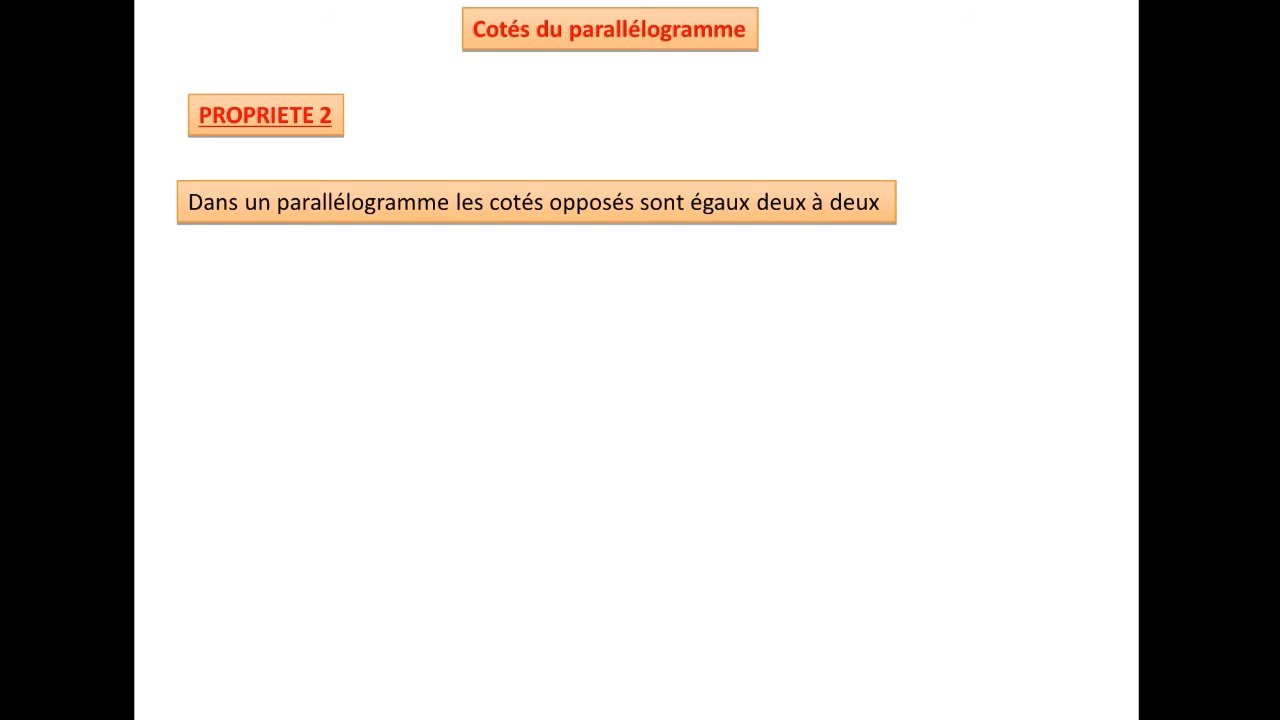 Cotés du parallélogramme
PROPRIETE 2
Dans un parallélogramme les cotés opposés sont égaux deux à deux